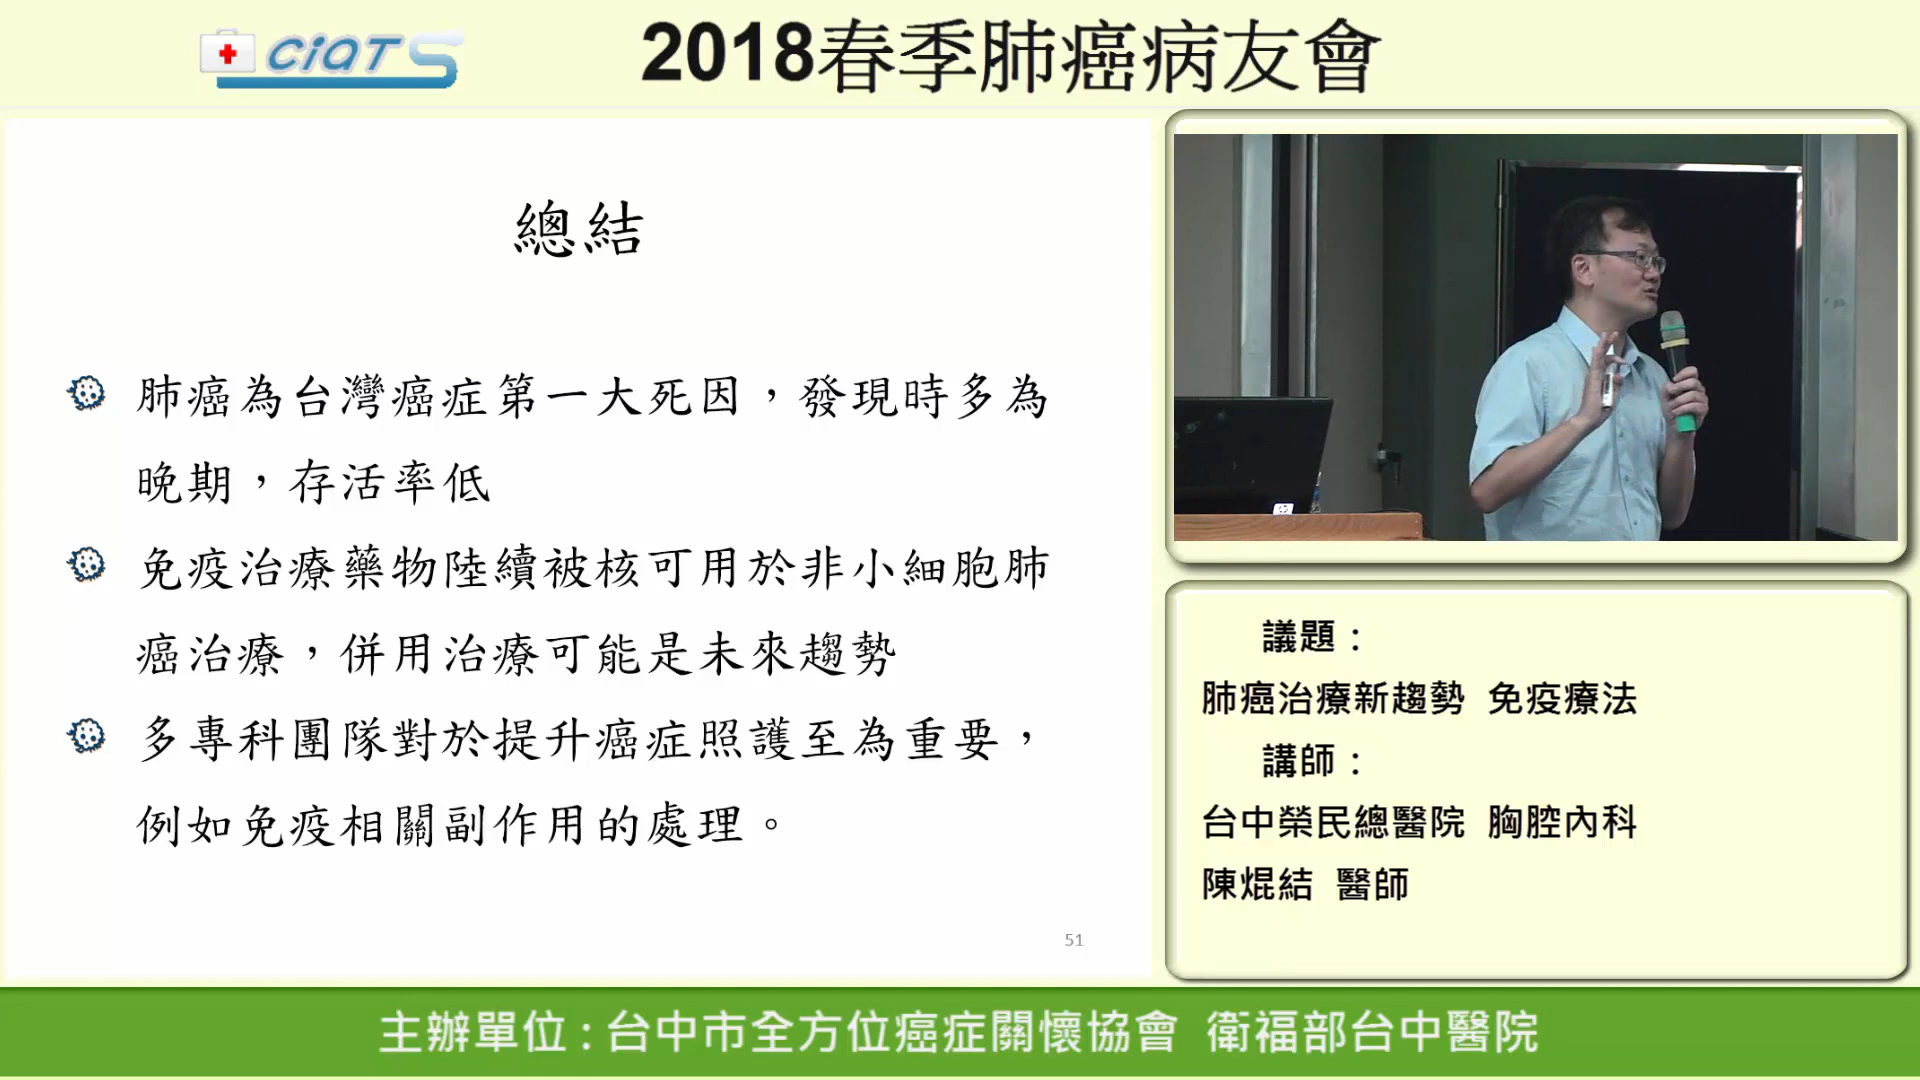 CiATS
2018春季肺癌病友會
總結
肺癌為台灣癌症第一大死因，發現時多為
晚期，存活率低
免疫治療藥物陸續被核可用於非小細胞肺
癌治療，併用治療可能是未來趨勢
多專科團隊對於提升癌症照護至為重要，
例如免疫相關副作用的處理。
51
議題：
肺癌治療新趨勢 免疫療法
講師：
台中榮民總醫院 胸腔內科
陳焜結 醫師
主辦單位：台中市全方位癌症關懷協會 衛福部台中醫院